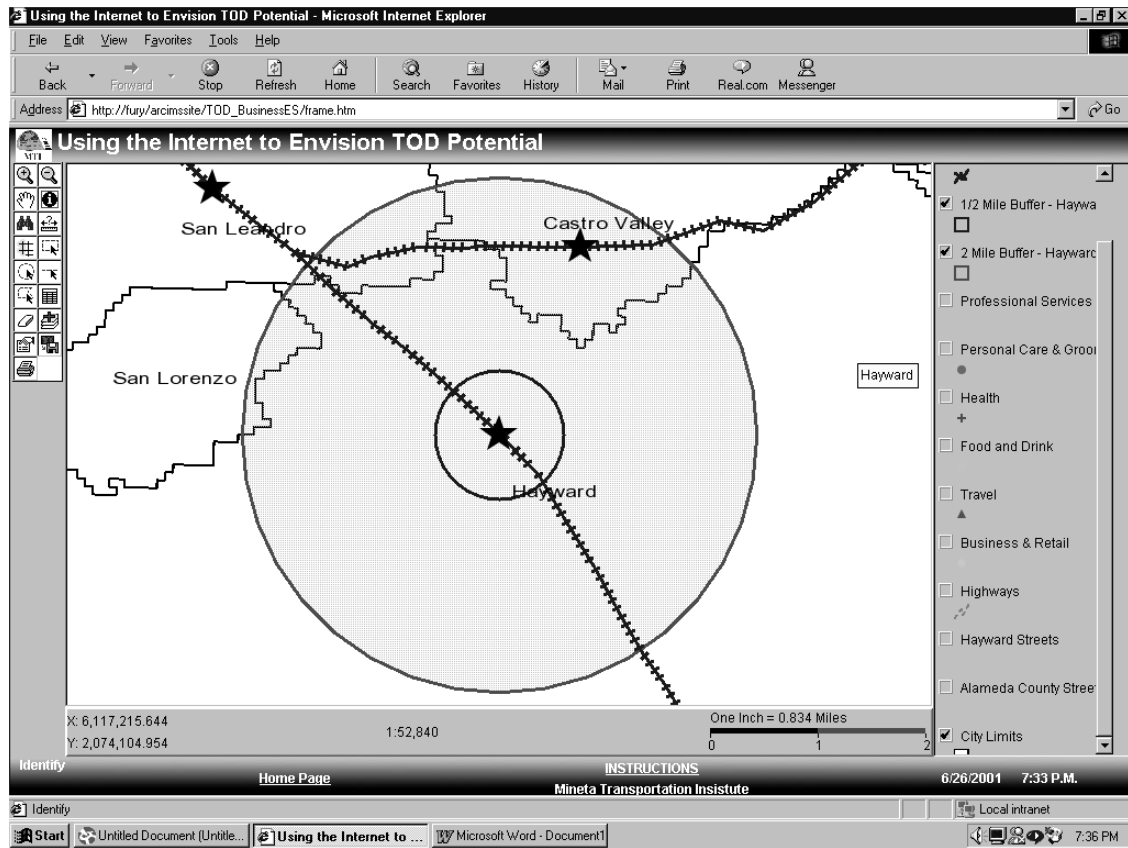 Using the Internet to Envision TOD Potential - Microsoft Internet Explorer
File Edit View Favorites Tools Help
Back Forward Stop Refresh Home Search Favorites History Mail Print Real.com Messenger
Address http://fury/arcimssite/TOD_BusinessES/frame.htm Go
MTI
Using the Internet to Envision TOD Potential
San Leandro
Castro Valley
San Lorenzo
Hayward
Hayward
1/2 Mile Buffer - Haywa
2 Mile Buffer - Hayward
Professional Services
Personal Care & Groo
Health
Food and Drink
Travel
Business & Retail
Highways
Hayward Streets
Alameda County Stree
City Limits
X: 6,117,215.644
Y: 2,074,104.954
1:52,840
One Inch = 0.834 Miles
0 1 2
Identify
Home Page
INSTRUCTIONS
Mineta Transportation Insistute
6/26/2001 7:33 P.M.
Identify
Local intranet
Start Untitled Document (Untitle... Using the Internet to ... Microsoft Word - Document1 7:36 PM